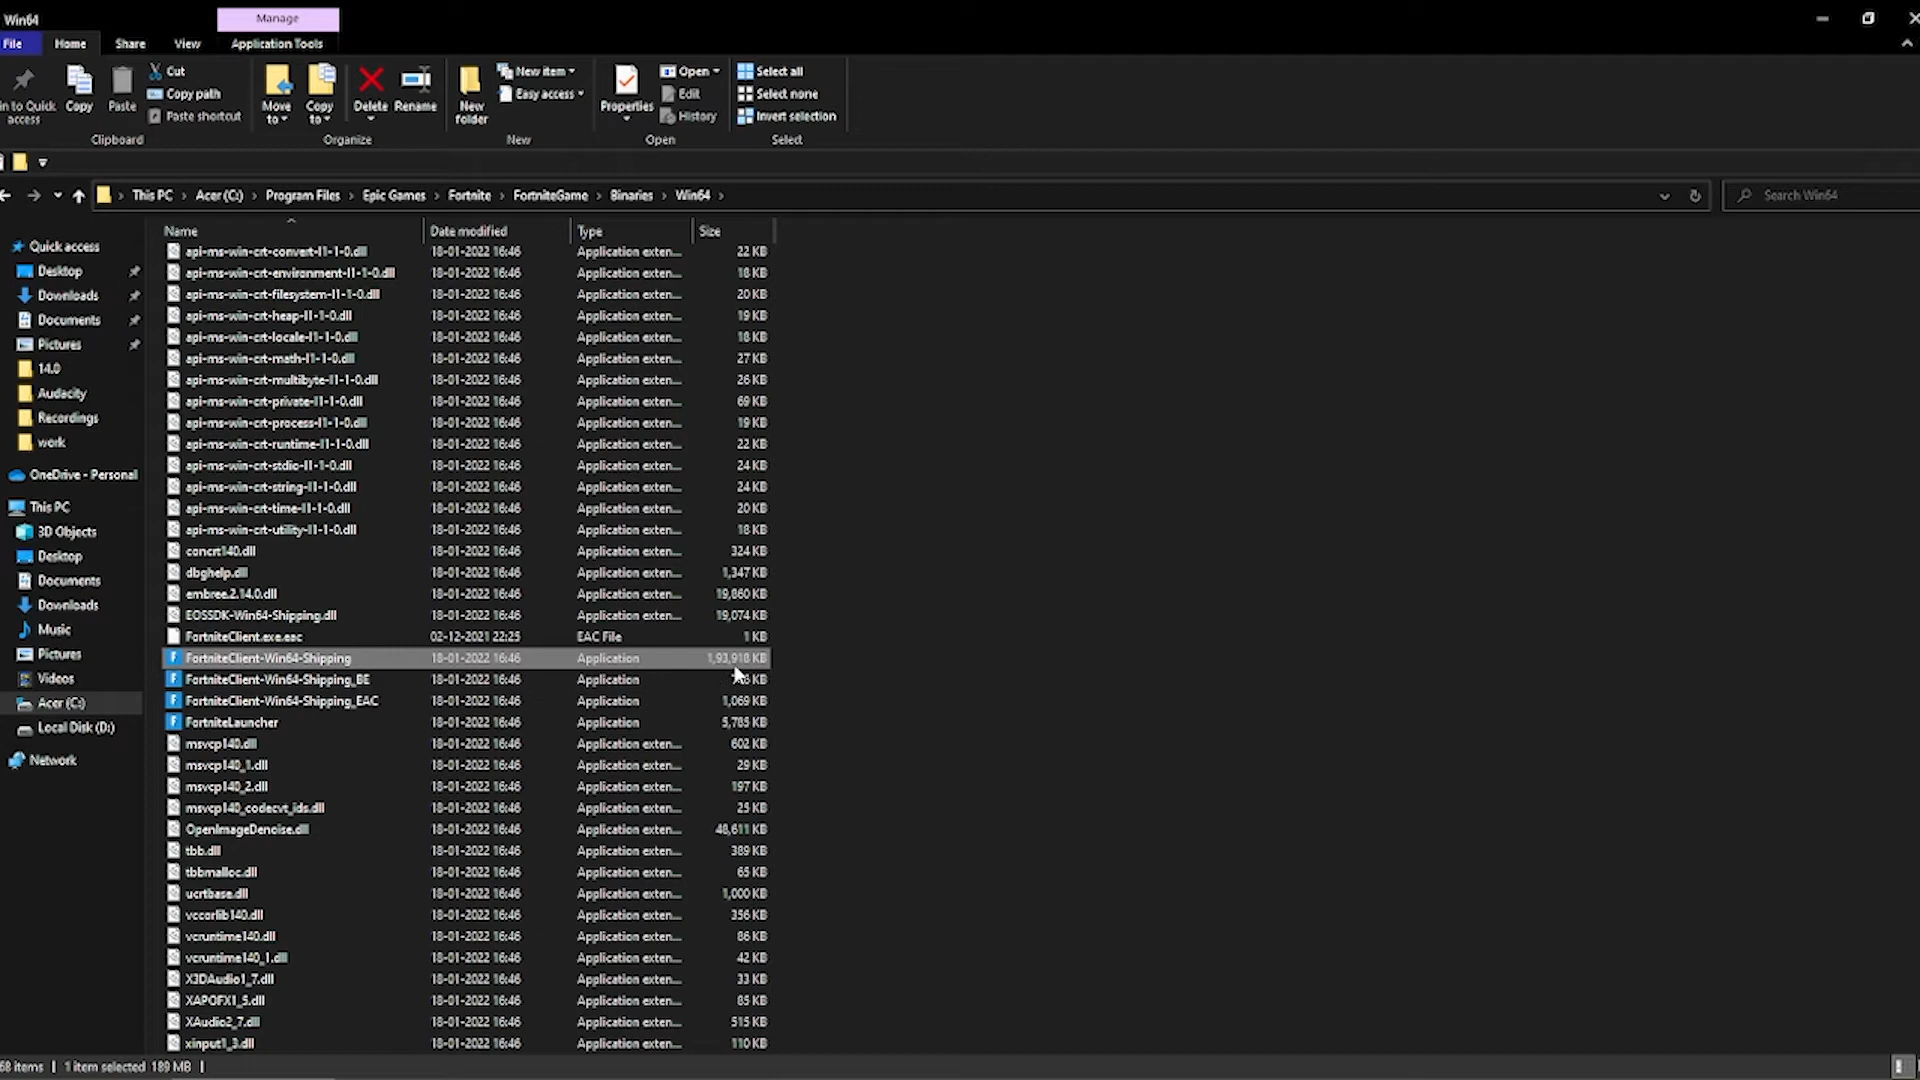 Win64
Manage
File
Home
Share
View
Application Tools
in to Quick access
Copy
Paste
Cut
Copy path
Paste shortcut
Clipboard
Move to
Copy to
Delete
Rename
Organize
New folder
New item
Easy access
New
Properties
Open
Edit
History
Open
Select all
Select none
Invert selection
Select
This PC > Acer (C:) > Program Files > Epic Games > Fortnite > FortniteGame > Binaries > Win64 >
Search Win64
Quick access
Desktop
Downloads
Documents
Pictures
14.0
Audacity
Recordings
work
OneDrive - Personal
This PC
3D Objects
Desktop
Documents
Downloads
Music
Pictures
Videos
Acer (C:)
Local Disk (D:)
Network
Name Date modified Type Size
api-ms-win-crt-convert-l1-1-0.dll 18-01-2022 16:46 Application exten... 22 KB
api-ms-win-crt-environment-l1-1-0.dll 18-01-2022 16:46 Application exten... 18 KB
api-ms-win-crt-filesystem-l1-1-0.dll 18-01-2022 16:46 Application exten... 20 KB
api-ms-win-crt-heap-l1-1-0.dll 18-01-2022 16:46 Application exten... 19 KB
api-ms-win-crt-locale-l1-1-0.dll 18-01-2022 16:46 Application exten... 18 KB
api-ms-win-crt-math-l1-1-0.dll 18-01-2022 16:46 Application exten... 27 KB
api-ms-win-crt-multibyte-l1-1-0.dll 18-01-2022 16:46 Application exten... 26 KB
api-ms-win-crt-private-l1-1-0.dll 18-01-2022 16:46 Application exten... 69 KB
api-ms-win-crt-process-l1-1-0.dll 18-01-2022 16:46 Application exten... 19 KB
api-ms-win-crt-runtime-l1-1-0.dll 18-01-2022 16:46 Application exten... 22 KB
api-ms-win-crt-stdio-l1-1-0.dll 18-01-2022 16:46 Application exten... 24 KB
api-ms-win-crt-string-l1-1-0.dll 18-01-2022 16:46 Application exten... 24 KB
api-ms-win-crt-time-l1-1-0.dll 18-01-2022 16:46 Application exten... 20 KB
api-ms-win-crt-utility-l1-1-0.dll 18-01-2022 16:46 Application exten... 18 KB
concrt140.dll 18-01-2022 16:46 Application exten... 324 KB
dbghelp.dll 18-01-2022 16:46 Application exten... 1,347 KB
embree.2.14.0.dll 18-01-2022 16:46 Application exten... 19,860 KB
EOSSDK-Win64-Shipping.dll 18-01-2022 16:46 Application exten... 19,074 KB
FortniteClient.exe.eac 02-12-2021 22:25 EAC File 1 KB
FortniteClient-Win64-Shipping 18-01-2022 16:46 Application 1,93,918 KB
FortniteClient-Win64-Shipping_BE 18-01-2022 16:46 Application KB
FortniteClient-Win64-Shipping_EAC 18-01-2022 16:46 Application 1,069 KB
FortniteLauncher 18-01-2022 16:46 Application 5,785 KB
msvcp140.dll 18-01-2022 16:46 Application exten... 602 KB
msvcp140_1.dll 18-01-2022 16:46 Application exten... 29 KB
msvcp140_2.dll 18-01-2022 16:46 Application exten... 197 KB
msvcp140_codecvt_ids.dll 18-01-2022 16:46 Application exten... 25 KB
OpenImageDenoise.dll 18-01-2022 16:46 Application exten... 48,611 KB
tbb.dll 18-01-2022 16:46 Application exten... 389 KB
tbbmalloc.dll 18-01-2022 16:46 Application exten... 65 KB
ucrtbase.dll 18-01-2022 16:46 Application exten... 1,000 KB
vccorlib140.dll 18-01-2022 16:46 Application exten... 356 KB
vcruntime140.dll 18-01-2022 16:46 Application exten... 86 KB
vcruntime140_1.dll 18-01-2022 16:46 Application exten... 42 KB
X3DAudio1_7.dll 18-01-2022 16:46 Application exten... 33 KB
XAPOFX1_5.dll 18-01-2022 16:46 Application exten... 85 KB
XAudio2_7.dll 18-01-2022 16:46 Application exten... 515 KB
xinput1_3.dll 18-01-2022 16:46 Application exten... 110 KB
68 items | 1 item selected 189 MB |